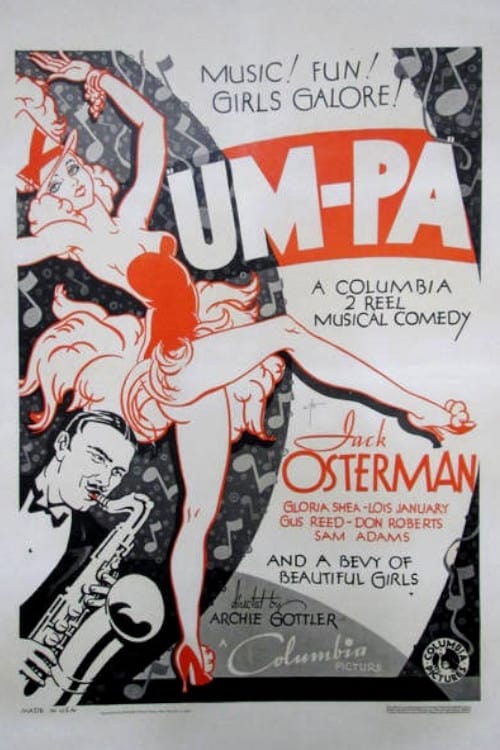 MUSIC! FUN!
GIRLS GALORE!
"UM-PA"
A COLUMBIA
2 REEL
MUSICAL COMEDY
Jack
OSTERMAN
GLORIA SHEA - LOIS JANUARY
GUS REED - DON ROBERTS
SAM ADAMS
AND A BEVY OF
BEAUTIFUL GIRLS
directed by
ARCHIE GOTTLER
A Columbia
PICTURE
COLUMBIA
PICTURES
MADE IN U.S.A.